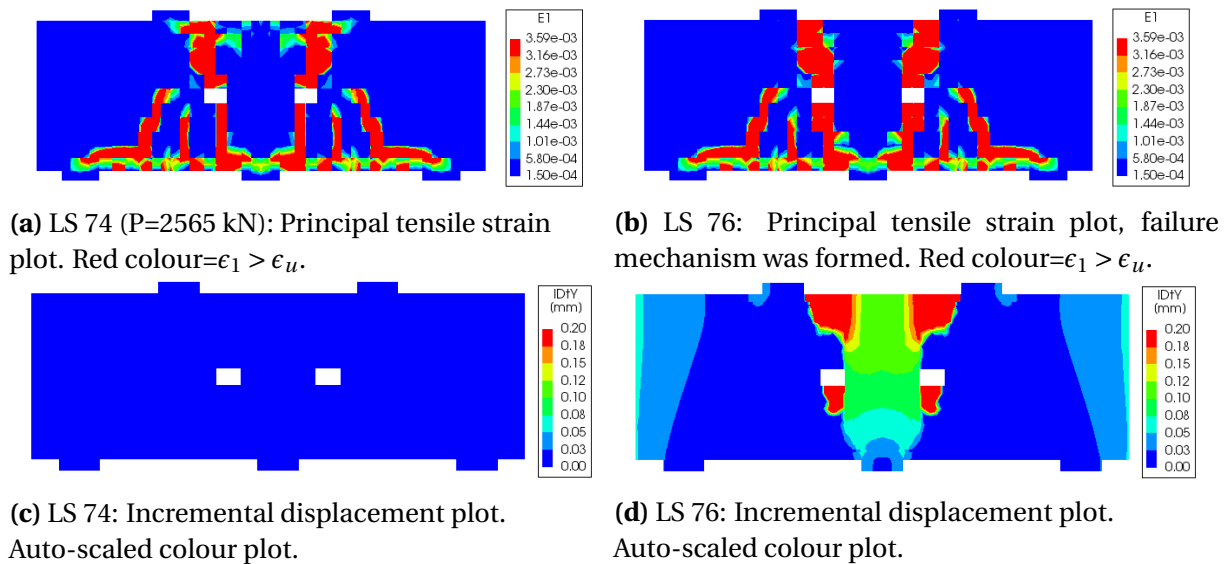 E1
3.59e-03
3.16e-03
2.73e-03
2.30e-03
1.87e-03
1.44e-03
1.01e-03
5.80e-04
1.50e-04
E1
3.59e-03
3.16e-03
2.73e-03
2.30e-03
1.87e-03
1.44e-03
1.01e-03
5.80e-04
1.50e-04
(a) LS 74 (P=2565 kN): Principal tensile strain
plot. Red colour=ϵ₁ > ϵᵤ.
(b) LS 76: Principal tensile strain plot, failure
mechanism was formed. Red colour=ϵ₁ > ϵᵤ.
IDtY
(mm)
0.20
0.18
0.15
0.12
0.10
0.08
0.05
0.03
0.00
IDtY
(mm)
0.20
0.18
0.15
0.12
0.10
0.08
0.05
0.03
0.00
(c) LS 74: Incremental displacement plot.
Auto-scaled colour plot.
(d) LS 76: Incremental displacement plot.
Auto-scaled colour plot.